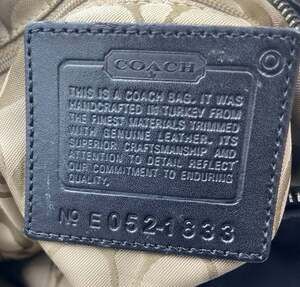 COACH
THIS IS A COACH BAG. IT WAS
HANDCRAFTED IN TURKEY FROM
THE FINEST MATERIALS TRIMMED
WITH GENUINE LEATHER. ITS
SUPERIOR CRAFTSMANSHIP AND
ATTENTION TO DETAIL REFLECT
OUR COMMITMENT TO ENDURING
QUALITY.
Nº E052-1833